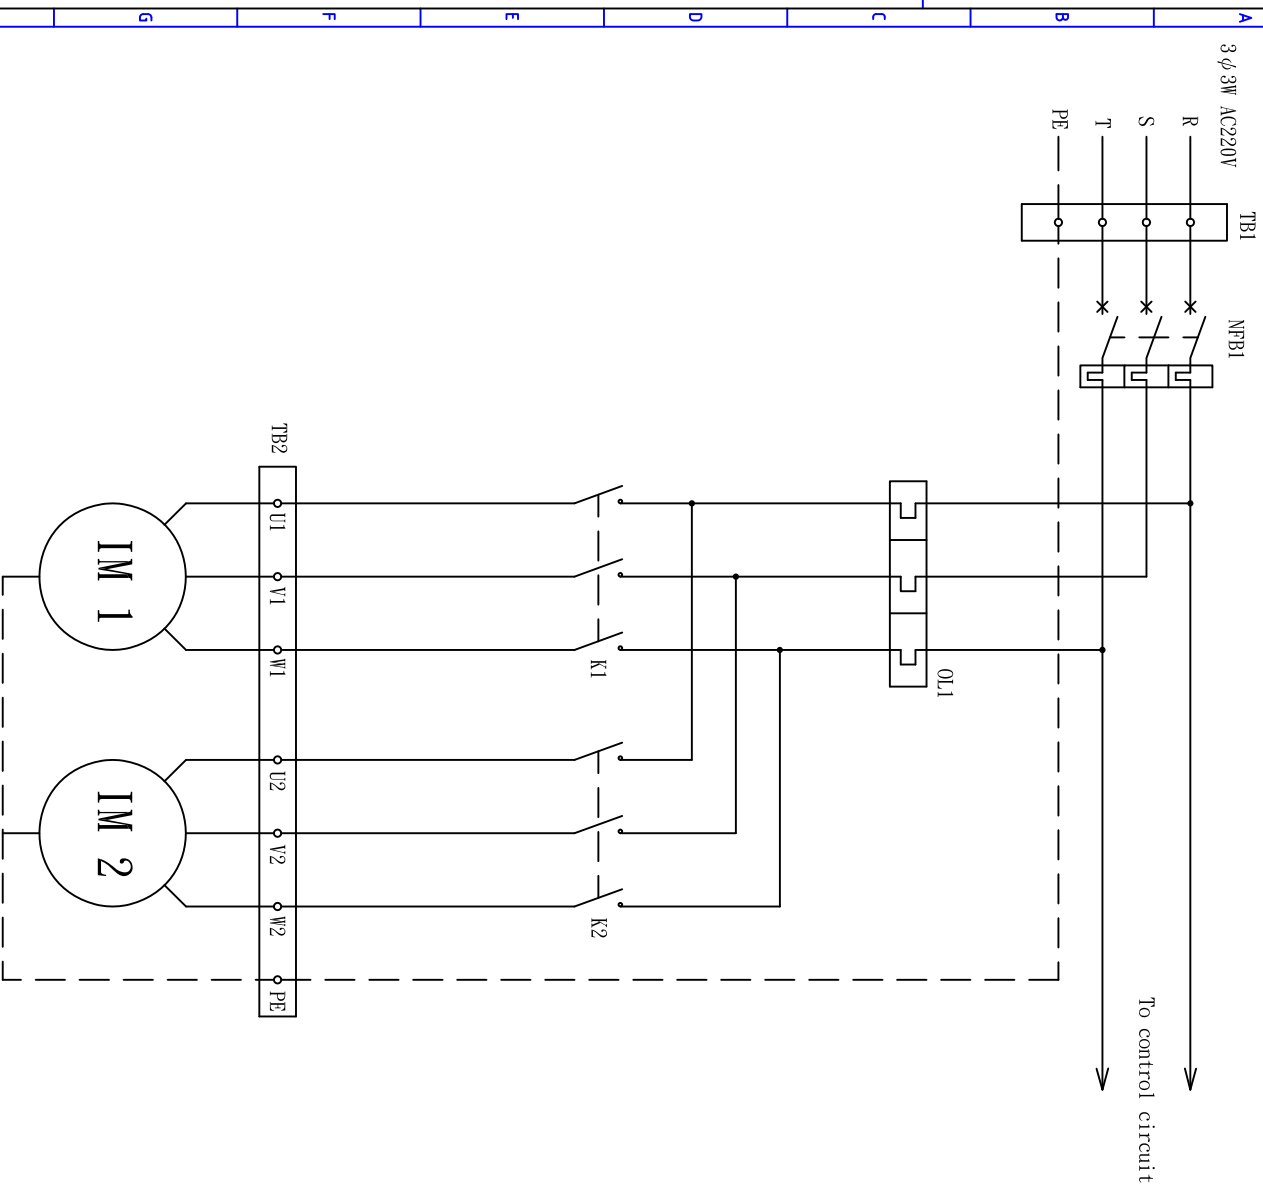 A
B
C
D
E
F
G
3φ3W AC220V
TB1
R
S
T
PE
NFB1
To control circuit
OL1
K1
K2
TB2
U1
V1
W1
U2
V2
W2
PE
IM 1
IM 2